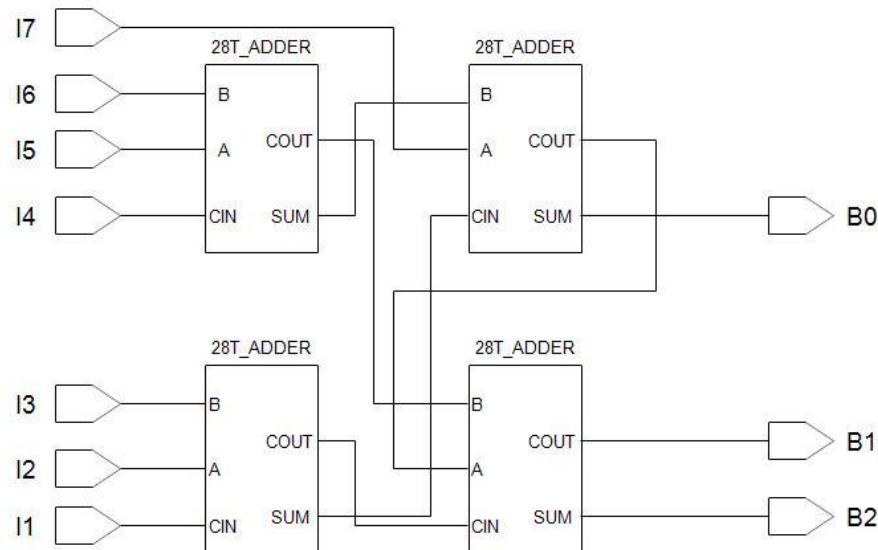 I7
28T_ADDER 28T_ADDER
I6 B B
I5 A COUT A COUT
I4 CIN SUM CIN SUM B0
28T_ADDER 28T_ADDER
I3 B B
COUT COUT B1
I2 A A
I1 CIN SUM CIN SUM B2